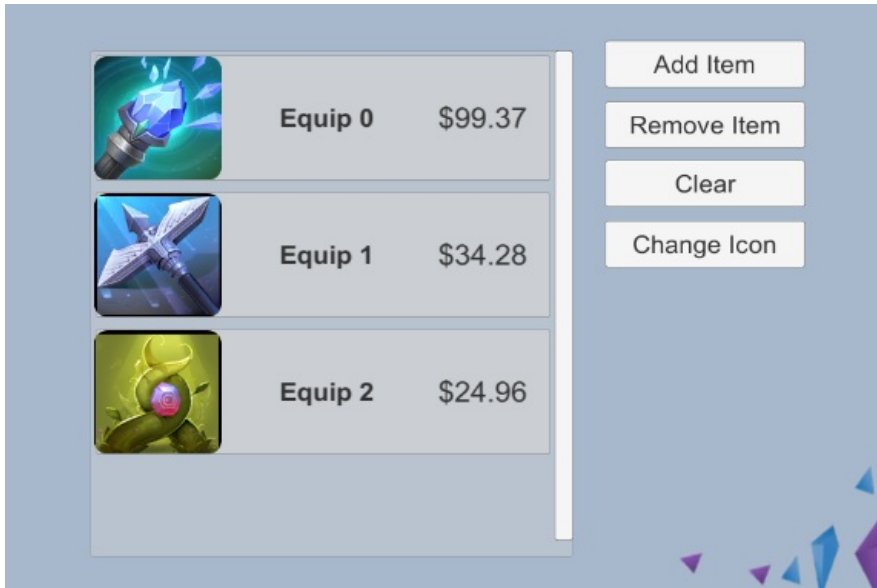 Equip 0 $99.37
Equip 1 $34.28
Equip 2 $24.96
Add Item
Remove Item
Clear
Change Icon